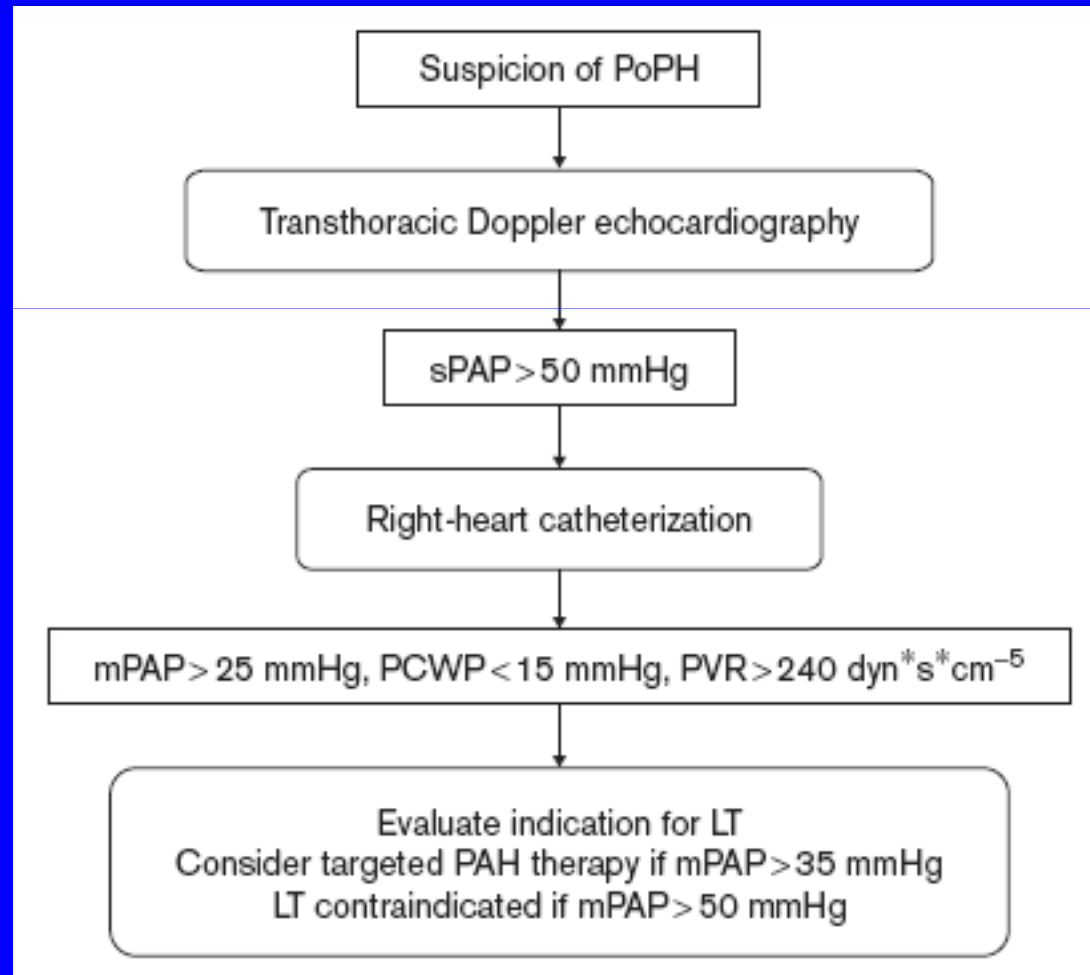 Suspicion of PoPH
Transthoracic Doppler echocardiography
sPAP>50 mmHg
Right-heart catheterization
mPAP>25 mmHg, PCWP<15 mmHg, PVR>240 dyn*s*cm⁻⁵
Evaluate indication for LT
Consider targeted PAH therapy if mPAP>35 mmHg
LT contraindicated if mPAP>50 mmHg